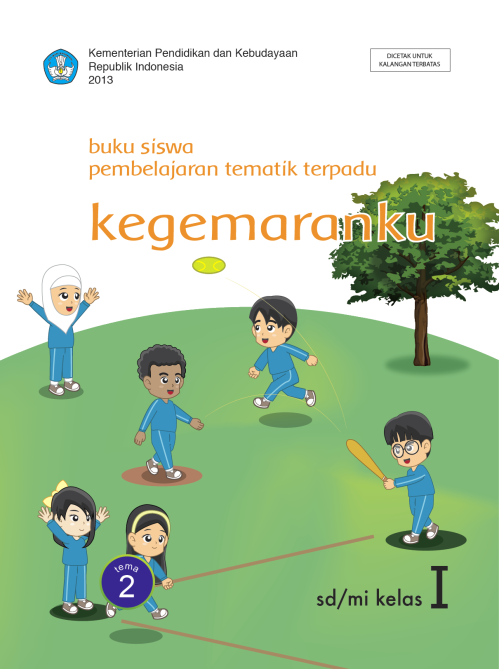 Kementerian Pendidikan dan Kebudayaan
Republik Indonesia
2013
DICETAK UNTUK
KALANGAN TERBATAS
buku siswa
pembelajaran tematik terpadu
kegemaranku
tema
2
sd/mi kelas I